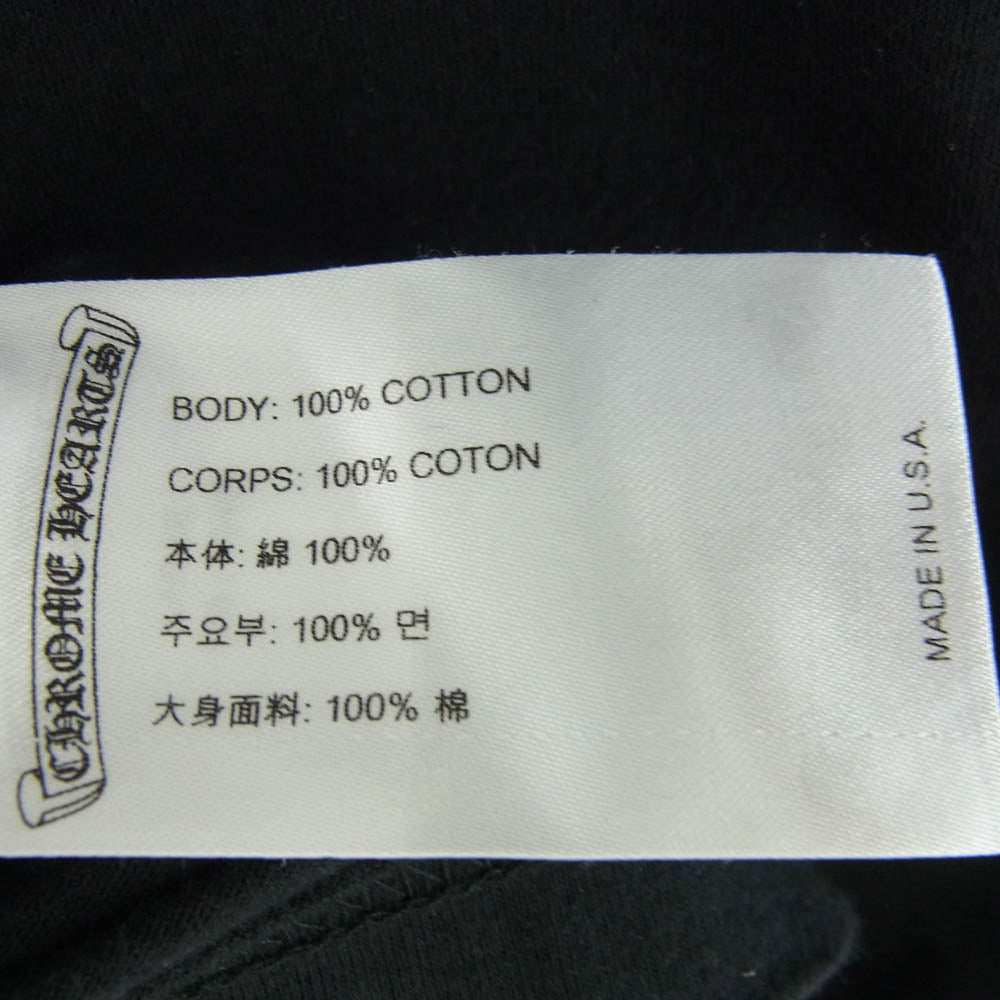 CHROME HEARTS
BODY: 100% COTTON
CORPS: 100% COTON
本体: 綿 100%
주요부: 100% 면
大身面料: 100% 棉
MADE IN U.S.A.